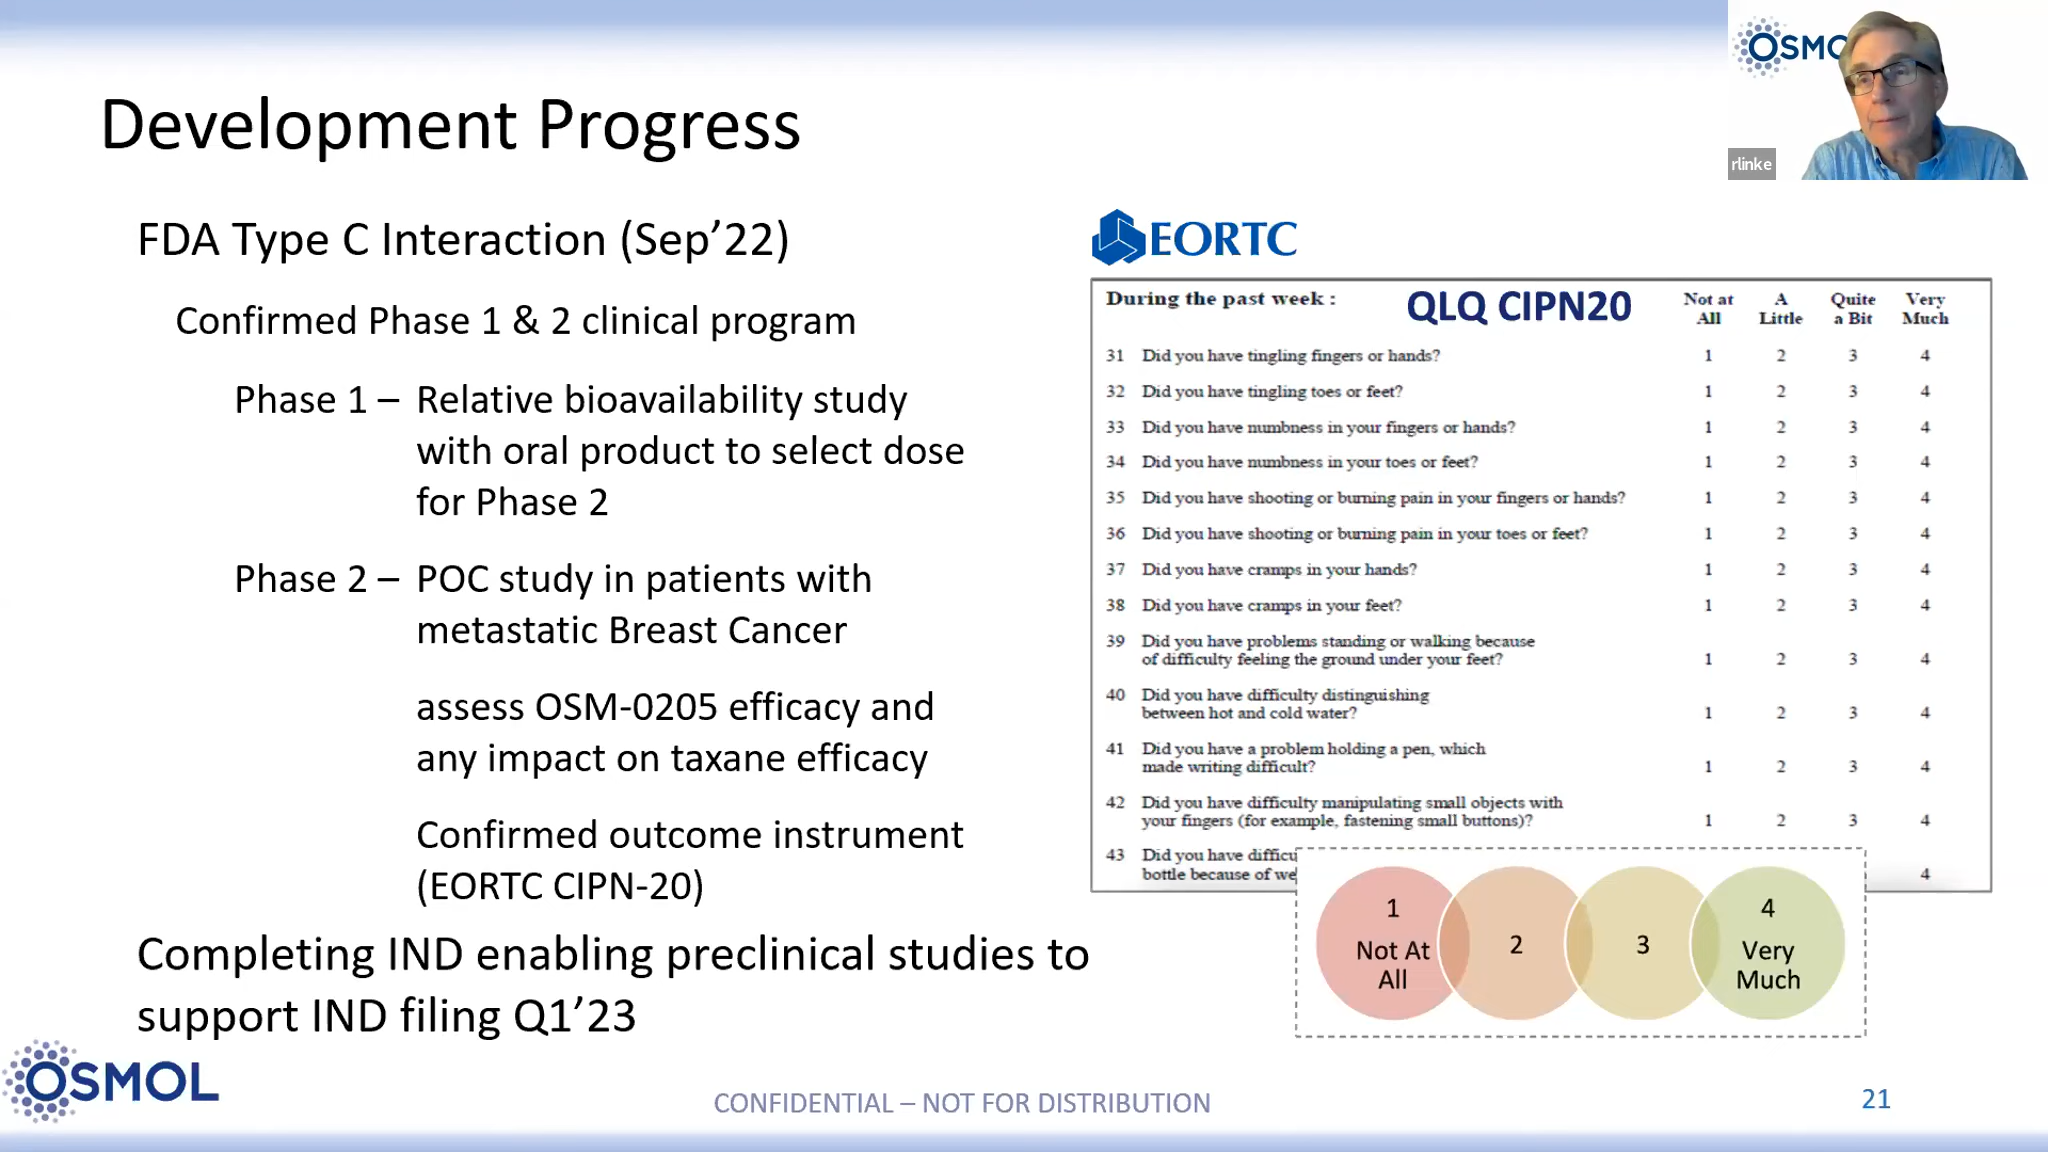 OSMO
rlinke
Development Progress
FDA Type C Interaction (Sep’22)
Confirmed Phase 1 & 2 clinical program
Phase 1 – Relative bioavailability study
with oral product to select dose
for Phase 2
Phase 2 – POC study in patients with
metastatic Breast Cancer
assess OSM-0205 efficacy and
any impact on taxane efficacy
Confirmed outcome instrument
(EORTC CIPN-20)
Completing IND enabling preclinical studies to
support IND filing Q1’23
EORTC
During the past week : QLQ CIPN20 Not at A Quite Very
All Little a Bit Much
31 Did you have tingling fingers or hands? 1 2 3 4
32 Did you have tingling toes or feet? 1 2 3 4
33 Did you have numbness in your fingers or hands? 1 2 3 4
34 Did you have numbness in your toes or feet? 1 2 3 4
35 Did you have shooting or burning pain in your fingers or hands? 1 2 3 4
36 Did you have shooting or burning pain in your toes or feet? 1 2 3 4
37 Did you have cramps in your hands? 1 2 3 4
38 Did you have cramps in your feet? 1 2 3 4
39 Did you have problems standing or walking because
of difficulty feeling the ground under your feet? 1 2 3 4
40 Did you have difficulty distinguishing
between hot and cold water? 1 2 3 4
41 Did you have a problem holding a pen, which
made writing difficult? 1 2 3 4
42 Did you have difficulty manipulating small objects with
your fingers (for example, fastening small buttons)? 1 2 3 4
43 Did you have
bottle because of 4
1 4
Not At 2 3 Very
All Much
OSMOL
CONFIDENTIAL – NOT FOR DISTRIBUTION
21